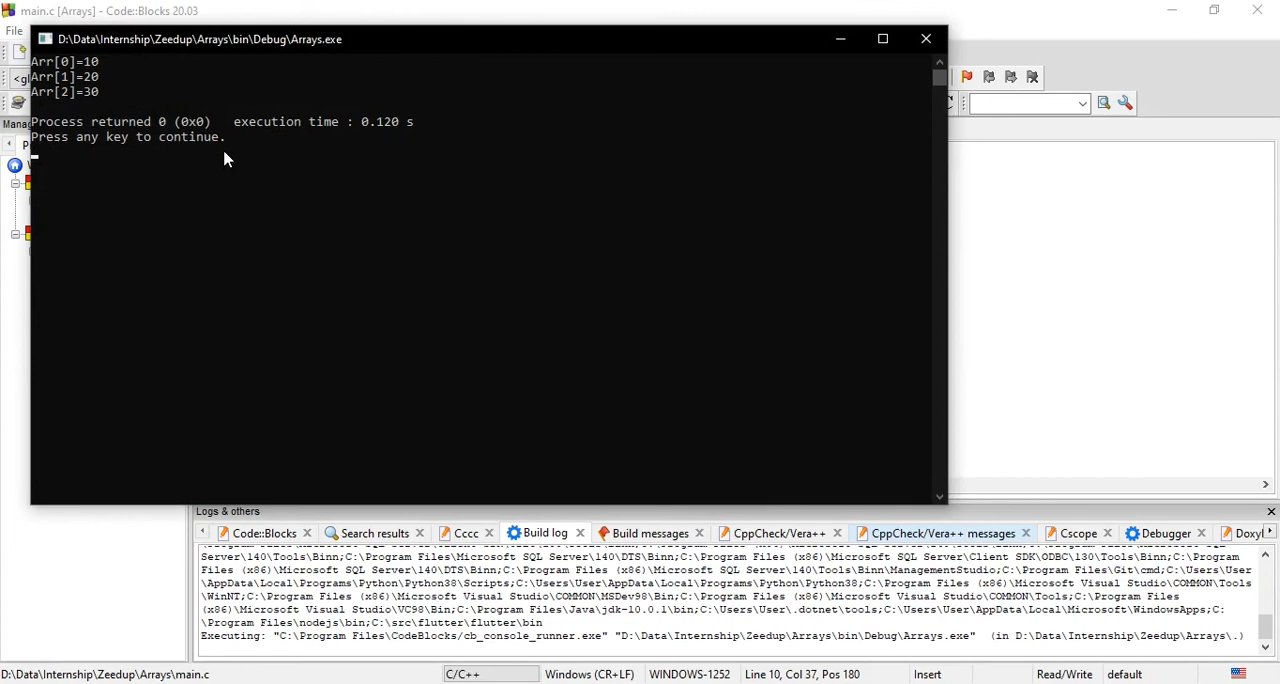 main.c [Arrays] - Code::Blocks 20.03
File
D:\Data\Internship\Zeedup\Arrays\bin\Debug\Arrays.exe
Arr[0]=10
Arr[1]=20
Arr[2]=30
Process returned 0 (0x0)   execution time : 0.120 s
Press any key to continue.
<g
Manag
P
Logs & others
Code::Blocks
Search results
Cccc
Build log
Build messages
CppCheck/Vera++
CppCheck/Vera++ messages
Cscope
Debugger
Doxyl
Server\140\Tools\Binn;C:\Program Files\Microsoft SQL Server\140\DTS\Binn;C:\Program Files\Microsoft SQL Server\Client SDK\ODBC\130\Tools\Binn;C:\Program
Files (x86)\Microsoft SQL Server\140\DTS\Binn;C:\Program Files (x86)\Microsoft SQL Server\140\Tools\Binn\ManagementStudio;C:\Program Files\Git\cmd;C:\Users\User
\AppData\Local\Programs\Python\Python38\Scripts;C:\Users\User\AppData\Local\Programs\Python\Python38;C:\Program Files (x86)\Microsoft Visual Studio\COMMON\Tools
\WinNT;C:\Program Files (x86)\Microsoft Visual Studio\COMMON\MSDev98\Bin;C:\Program Files (x86)\Microsoft Visual Studio\COMMON\Tools;C:\Program Files
(x86)\Microsoft Visual Studio\VC98\Bin;C:\Program Files\Java\jdk-10.0.1\bin;C:\Users\User\.dotnet\tools;C:\Users\User\AppData\Local\Microsoft\WindowsApps;C:
\Program Files\nodejs\bin;C:\src\flutter\flutter\bin
Executing: "C:\Program Files\CodeBlocks/cb_console_runner.exe" "D:\Data\Internship\Zeedup\Arrays\bin\Debug\Arrays.exe"  (in D:\Data\Internship\Zeedup\Arrays\.)
D:\Data\Internship\Zeedup\Arrays\main.c
C/C++
Windows (CR+LF)
WINDOWS-1252
Line 10, Col 37, Pos 180
Insert
Read/Write
default